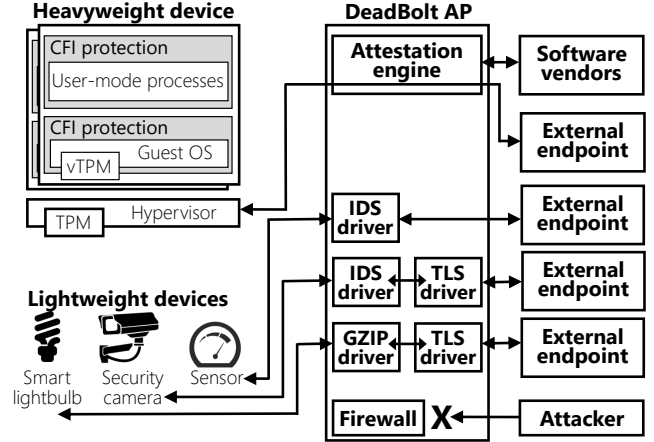 Heavyweight device
CFI protection
User-mode processes
CFI protection
Guest OS
vTPM
Hypervisor
TPM
Lightweight devices
Smart
lightbulb
Security
camera
Sensor
DeadBolt AP
Attestation
engine
IDS
driver
IDS
driver
TLS
driver
GZIP
driver
TLS
driver
Firewall
X
Software
vendors
External
endpoint
External
endpoint
External
endpoint
External
endpoint
Attacker